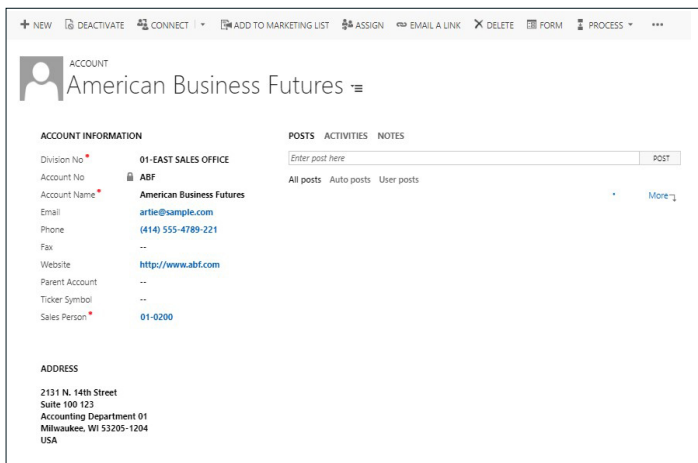 NEW DEACTIVATE CONNECT ADD TO MARKETING LIST ASSIGN EMAIL A LINK DELETE FORM PROCESS ...
ACCOUNT
American Business Futures
ACCOUNT INFORMATION
Division No * 01-EAST SALES OFFICE
Account No ABF
Account Name * American Business Futures
Email artie@sample.com
Phone (414) 555-4789-221
Fax --
Website http://www.abf.com
Parent Account --
Ticker Symbol --
Sales Person * 01-0200
ADDRESS
2131 N. 14th Street
Suite 100 123
Accounting Department 01
Milwaukee, WI 53205-1204
USA
POSTS ACTIVITIES NOTES
Enter post here POST
All posts Auto posts User posts
More